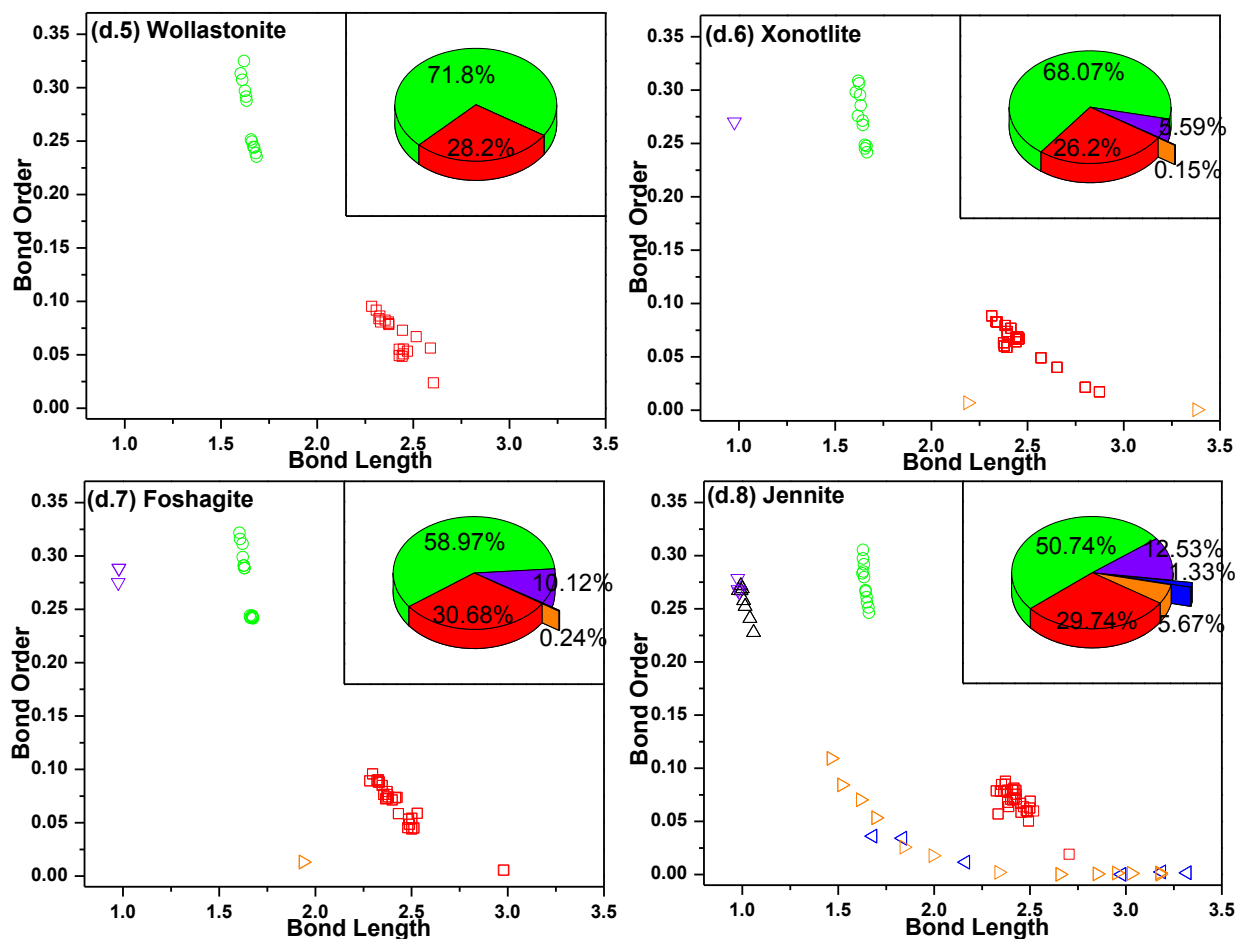 (d.5) Wollastonite
71.8%
28.2%
0.35
0.30
0.25
0.20
0.15
0.10
0.05
0.00
Bond Order
1.0 1.5 2.0 2.5 3.0 3.5
Bond Length
(d.6) Xonotlite
68.07%
5.59%
26.2%
0.15%
0.35
0.30
0.25
0.20
0.15
0.10
0.05
0.00
Bond Order
1.0 1.5 2.0 2.5 3.0 3.5
Bond Length
(d.7) Foshagite
58.97%
10.12%
30.68%
0.24%
0.35
0.30
0.25
0.20
0.15
0.10
0.05
0.00
Bond Order
1.0 1.5 2.0 2.5 3.0 3.5
Bond Length
(d.8) Jennite
50.74%
12.53%
1.33%
29.74%
5.67%
0.35
0.30
0.25
0.20
0.15
0.10
0.05
0.00
Bond Order
1.0 1.5 2.0 2.5 3.0 3.5
Bond Length